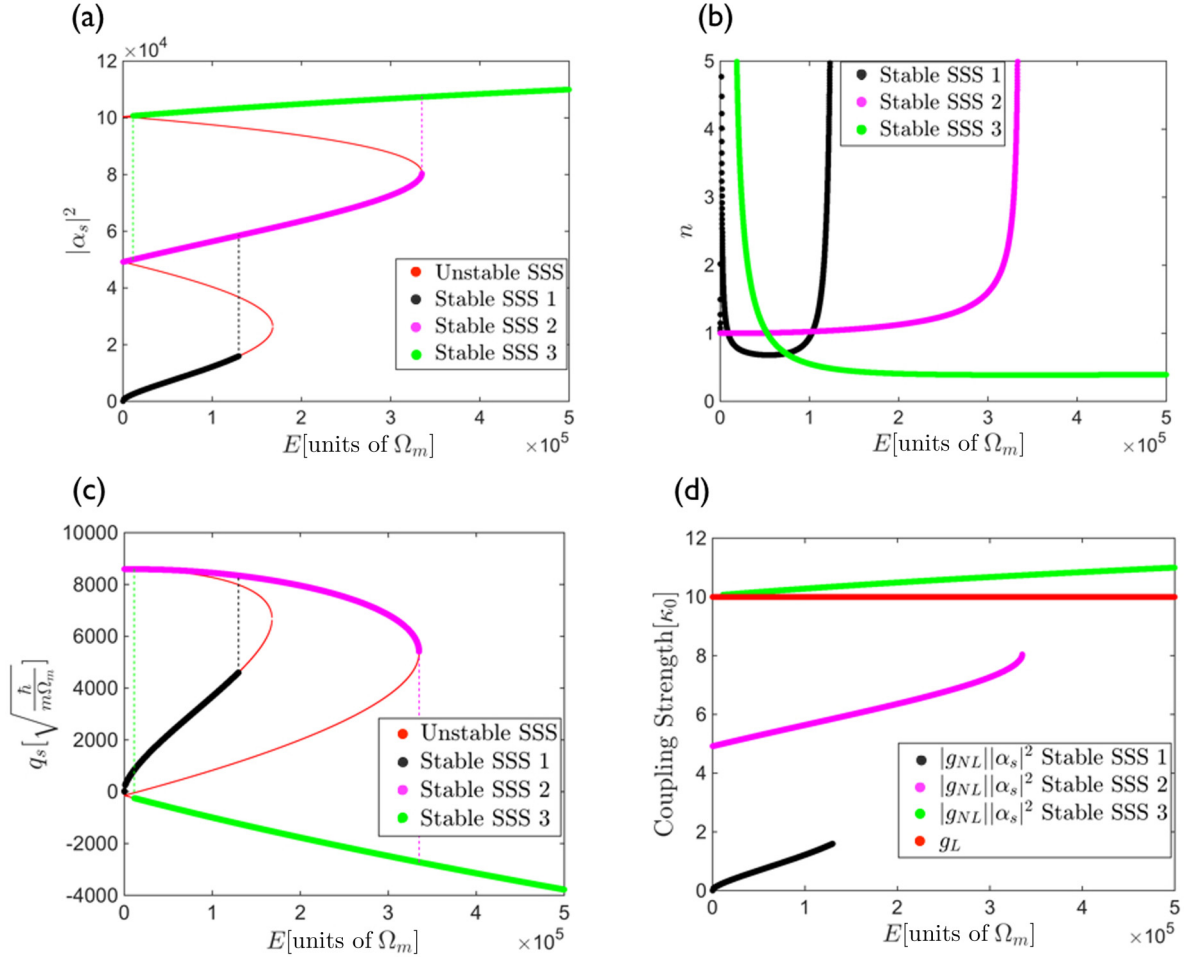 (a)
×10⁴
12
10
8
6
4
2
0
|α_s|²
Unstable SSS
Stable SSS 1
Stable SSS 2
Stable SSS 3
0 1 2 3 4 5
E[units of Ω_m] ×10⁵
(b)
5
4
3
2
1
0
n
Stable SSS 1
Stable SSS 2
Stable SSS 3
0 1 2 3 4 5
E[units of Ω_m] ×10⁵
(c)
10000
8000
6000
4000
2000
0
-2000
-4000
q_s[√(ħ/(mΩ_m))]
Unstable SSS
Stable SSS 1
Stable SSS 2
Stable SSS 3
0 1 2 3 4 5
E[units of Ω_m] ×10⁵
(d)
12
10
8
6
4
2
0
Coupling Strength[κ₀]
|g_NL||α_s|² Stable SSS 1
|g_NL||α_s|² Stable SSS 2
|g_NL||α_s|² Stable SSS 3
g_L
0 1 2 3 4 5
E[units of Ω_m] ×10⁵